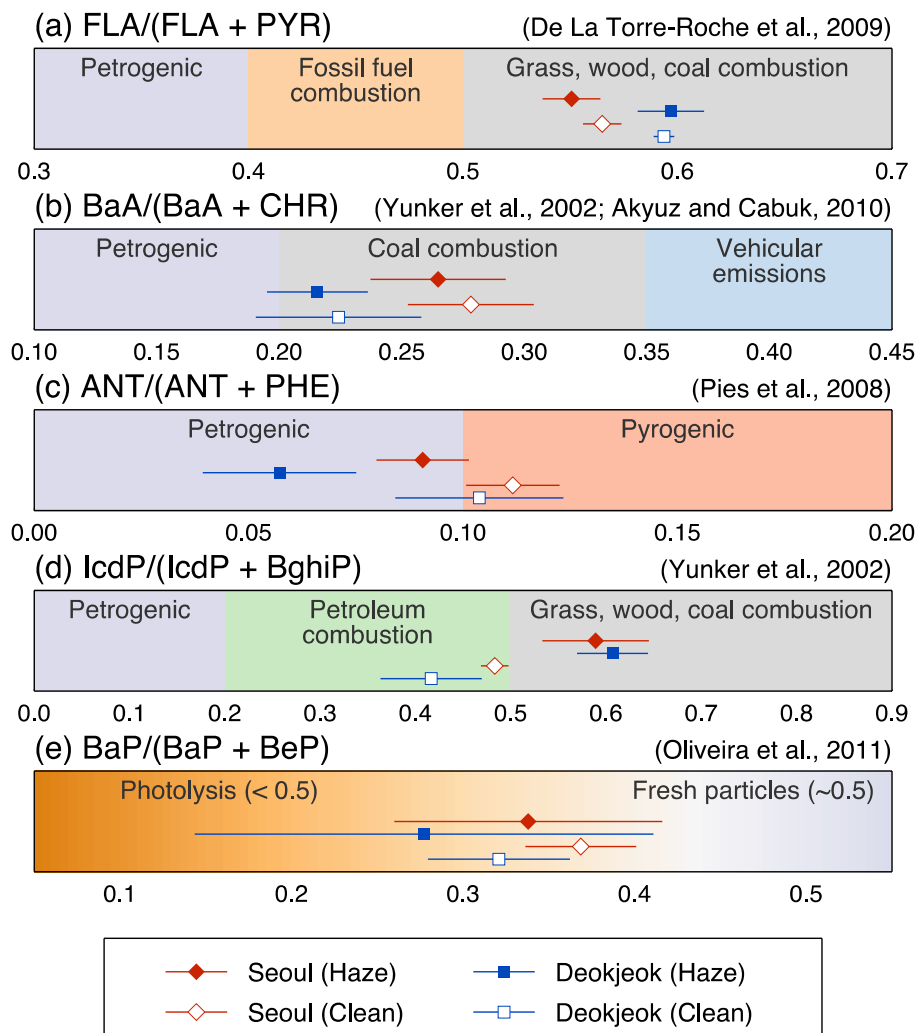 (a) FLA/(FLA + PYR) (De La Torre-Roche et al., 2009)
Petrogenic Fossil fuel combustion Grass, wood, coal combustion
0.3 0.4 0.5 0.6 0.7
(b) BaA/(BaA + CHR) (Yunker et al., 2002; Akyuz and Cabuk, 2010)
Petrogenic Coal combustion Vehicular emissions
0.10 0.15 0.20 0.25 0.30 0.35 0.40 0.45
(c) ANT/(ANT + PHE) (Pies et al., 2008)
Petrogenic Pyrogenic
0.00 0.05 0.10 0.15 0.20
(d) IcdP/(IcdP + BghiP) (Yunker et al., 2002)
Petrogenic Petroleum combustion Grass, wood, coal combustion
0.0 0.1 0.2 0.3 0.4 0.5 0.6 0.7 0.8 0.9
(e) BaP/(BaP + BeP) (Oliveira et al., 2011)
Photolysis (< 0.5) Fresh particles (~0.5)
0.1 0.2 0.3 0.4 0.5
Seoul (Haze) Deokjeok (Haze)
Seoul (Clean) Deokjeok (Clean)